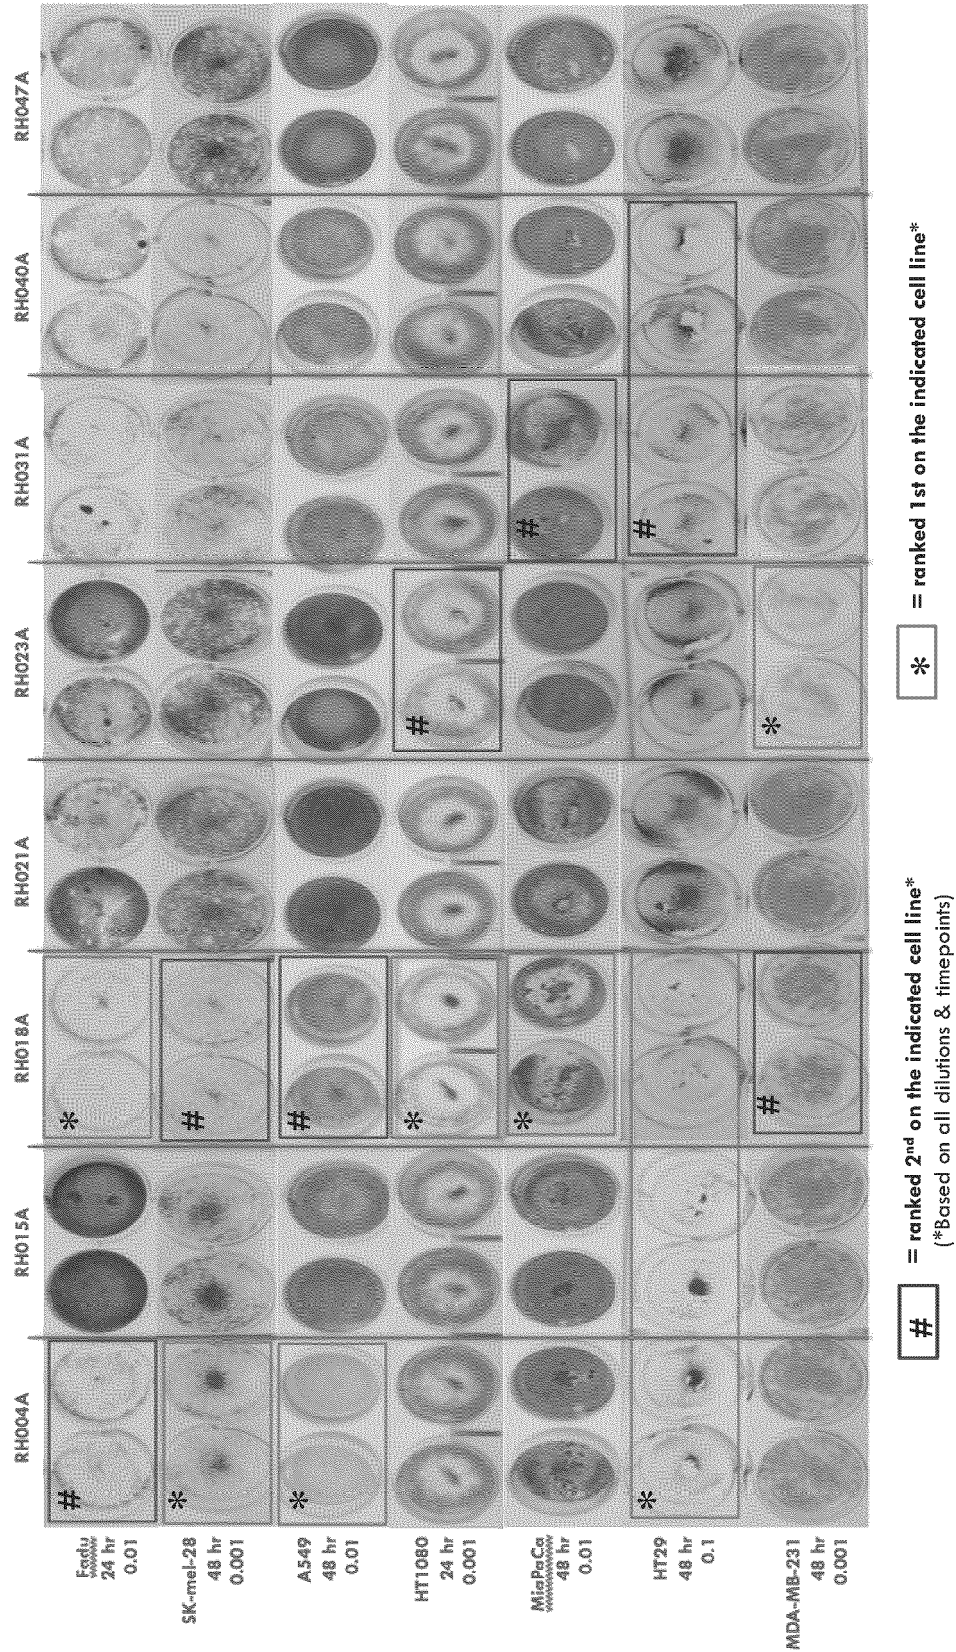 RH004A
RH015A
RH018A
RH021A
RH023A
RH031A
RH040A
RH047A
Fadu
24 hr
0.01
#
*
SK-mel-28
48 hr
0.001
*
#
A549
48 hr
0.01
*
#
HT1080
24 hr
0.001
*
#
MiaPaCa
48 hr
0.01
*
#
HT29
48 hr
0.1
*
#
MDA-MB-231
48 hr
0.001
#
*
# = ranked 2nd on the indicated cell line*
(*Based on all dilutions & timepoints)
* = ranked 1st on the indicated cell line*